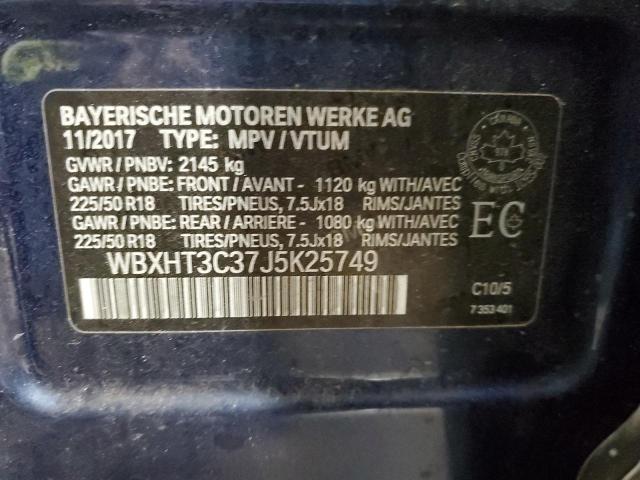 BAYERISCHE MOTOREN WERKE AG
11/2017 TYPE: MPV / VTUM
GVWR / PNBV: 2145 kg
GAWR / PNBE: FRONT / AVANT - 1120 kg WITH/AVEC
225/50 R18 TIRES/PNEUS, 7.5Jx18 RIMS/JANTES
GAWR / PNBE: REAR / ARRIERE - 1080 kg WITH/AVEC
225/50 R18 TIRES/PNEUS, 7.5Jx18 RIMS/JANTES
EC
WBXHT3C37J5K25749
C10/5
7 353 401